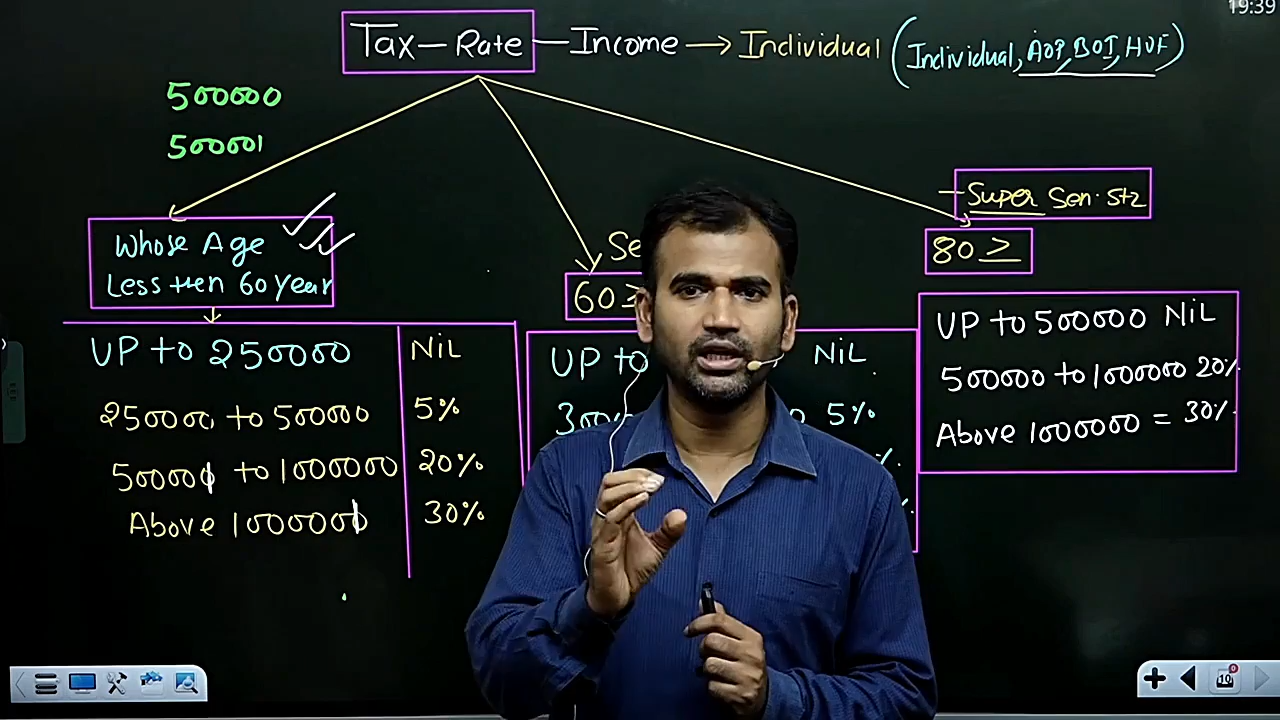 19:39
Tax - Rate - Income → Individual (Individual, AOP, BOI, HUF)
500000
500001
Whose Age
Less then 60 year
UP to 250000 NiL
250000 to 500000 5%
500001 to 1000000 20%
Above 1000000 30%
Se
60 ≥
UP to NiL
5%
%
Super Sen. Stz
80 ≥
UP to 500000 NiL
500000 to 1000000 20%
Above 1000000 = 30%
10